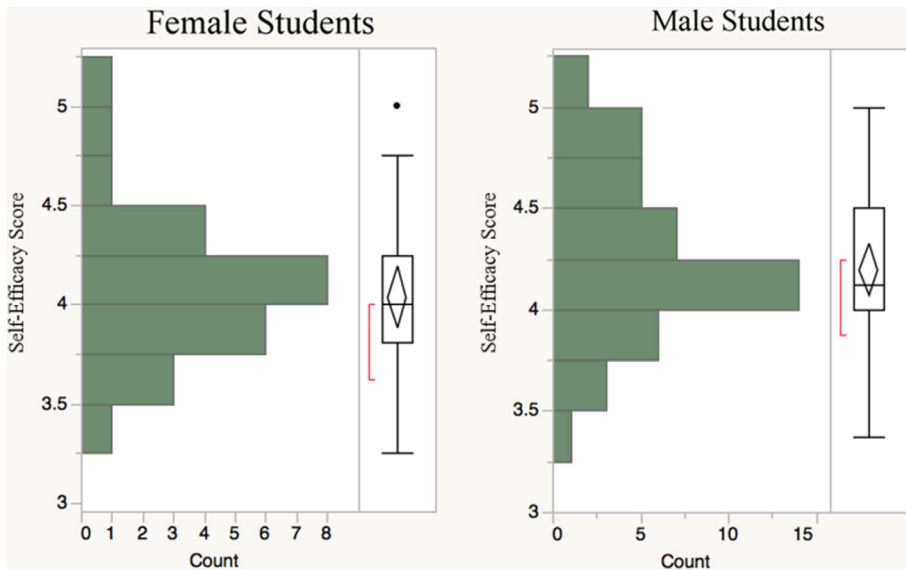 Female Students
Self-Efficacy Score
5
4.5
4
3.5
3
0 1 2 3 4 5 6 7 8
Count
Male Students
Self-Efficacy Score
5
4.5
4
3.5
3
0 5 10 15
Count